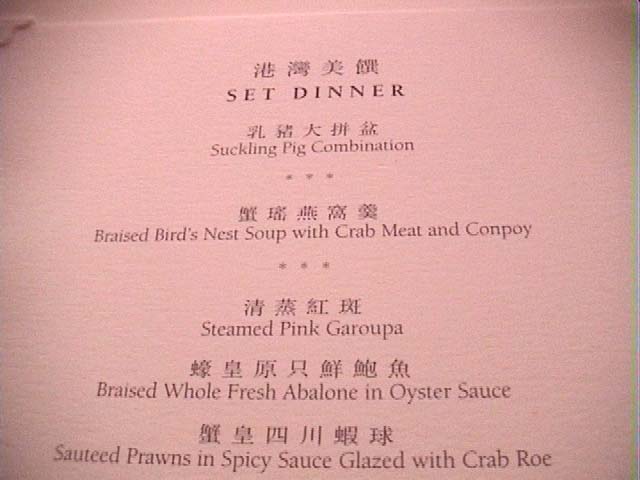 港灣美饌
SET DINNER
乳豬大拼盆
Suckling Pig Combination
* * *
蟹瑤燕窩羹
Braised Bird's Nest Soup with Crab Meat and Conpoy
* * *
清蒸紅斑
Steamed Pink Garoupa
蠔皇原只鮮鮑魚
Braised Whole Fresh Abalone in Oyster Sauce
蟹皇四川蝦球
Sauteed Prawns in Spicy Sauce Glazed with Crab Roe